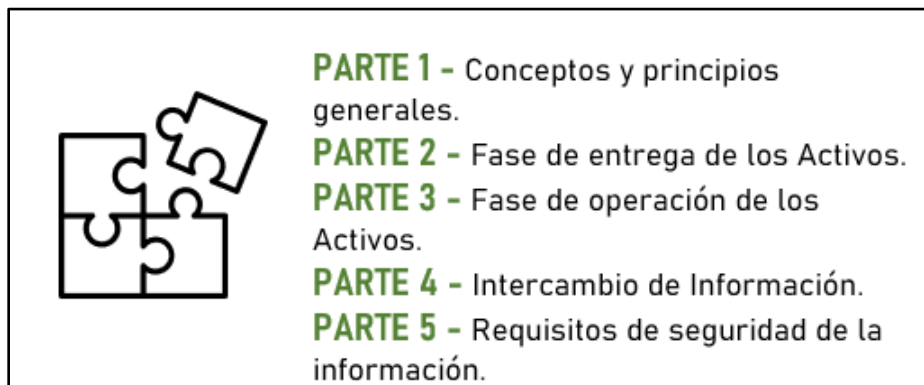 PARTE 1 - Conceptos y principios
generales.
PARTE 2 - Fase de entrega de los Activos.
PARTE 3 - Fase de operación de los
Activos.
PARTE 4 - Intercambio de Información.
PARTE 5 - Requisitos de seguridad de la
información.